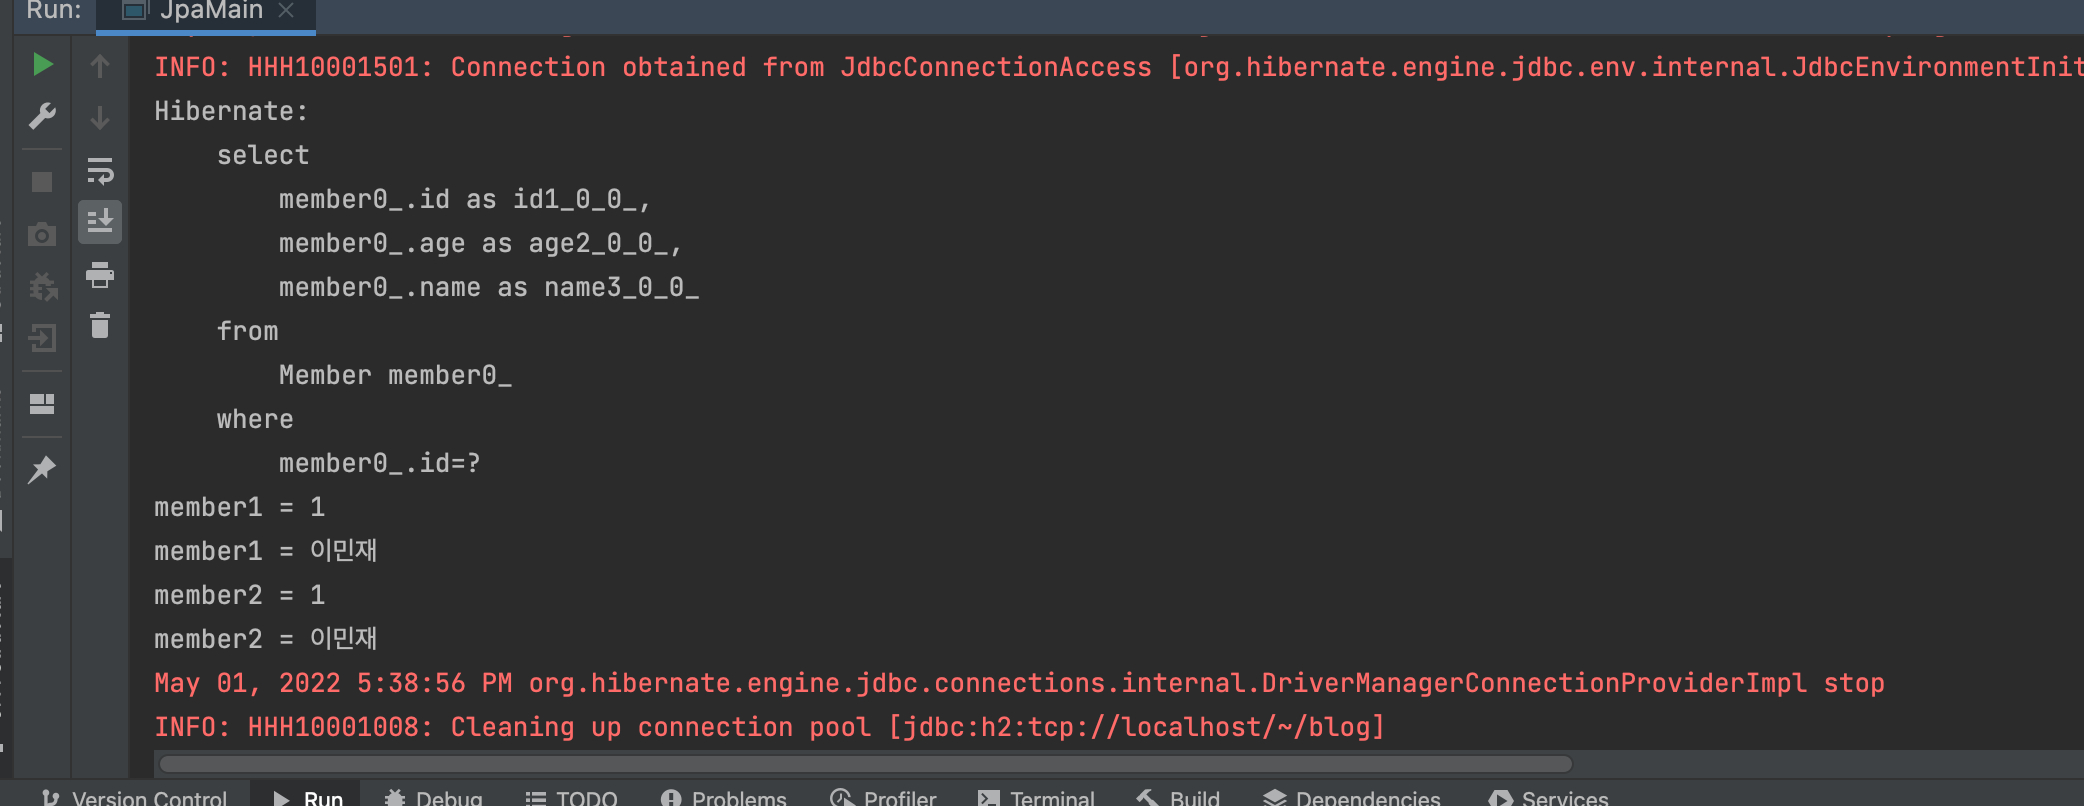 Run: JpaMain
INFO: HHH10001501: Connection obtained from JdbcConnectionAccess [org.hibernate.engine.jdbc.env.internal.JdbcEnvironmentInit
Hibernate:
    select
        member0_.id as id1_0_0_,
        member0_.age as age2_0_0_,
        member0_.name as name3_0_0_
    from
        Member member0_
    where
        member0_.id=?
member1 = 1
member1 = 이민재
member2 = 1
member2 = 이민재
May 01, 2022 5:38:56 PM org.hibernate.engine.jdbc.connections.internal.DriverManagerConnectionProviderImpl stop
INFO: HHH10001008: Cleaning up connection pool [jdbc:h2:tcp://localhost/~/blog]
Version Control Run Debug TODO Problems Profiler Terminal Build Dependencies Services